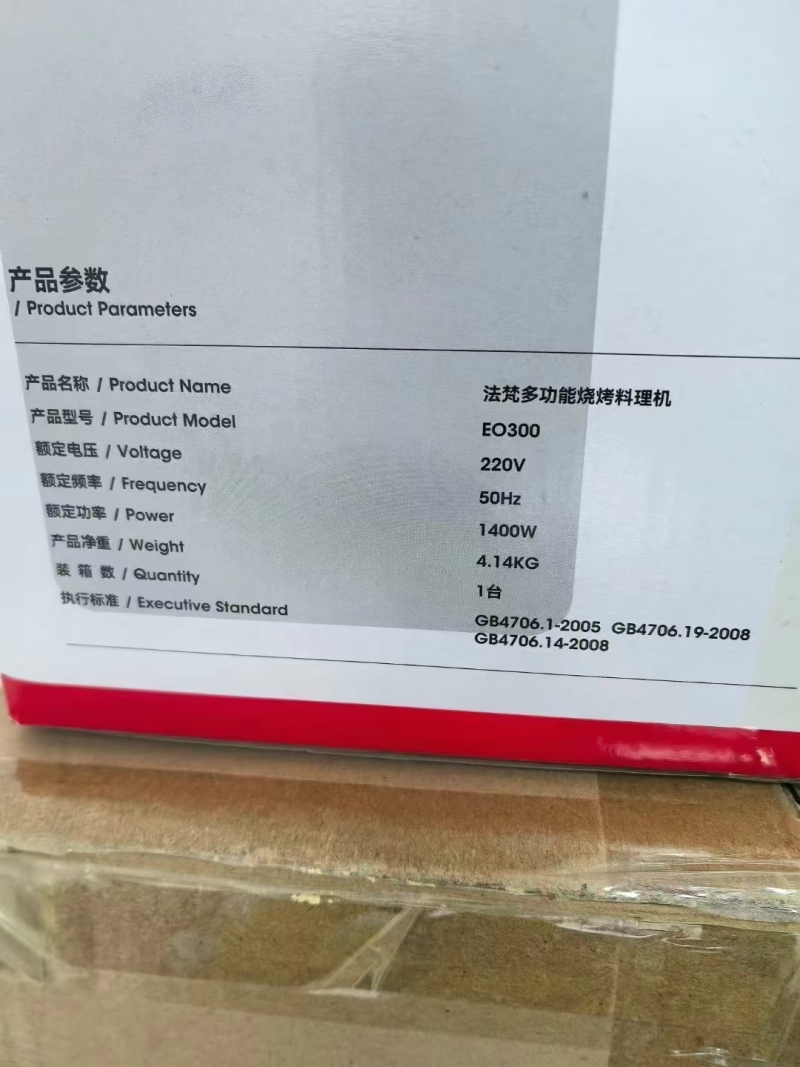 产品参数
/ Product Parameters
产品名称 / Product Name 法梵多功能烧烤料理机
产品型号 / Product Model EO300
额定电压 / Voltage 220V
额定频率 / Frequency 50Hz
额定功率 / Power 1400W
产品净重 / Weight 4.14KG
装 箱 数 / Quantity 1台
执行标准 / Executive Standard GB4706.1-2005 GB4706.19-2008
GB4706.14-2008